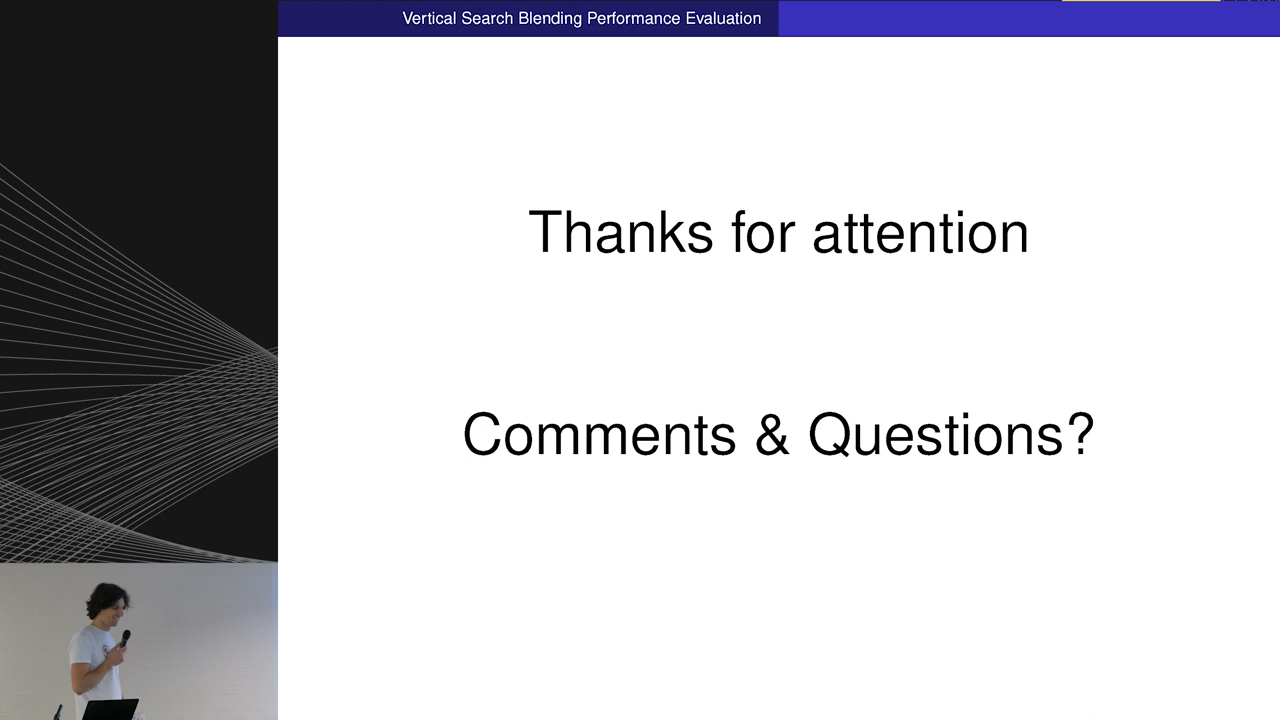 Vertical Search Blending Performance Evaluation
Thanks for attention
Comments & Questions?